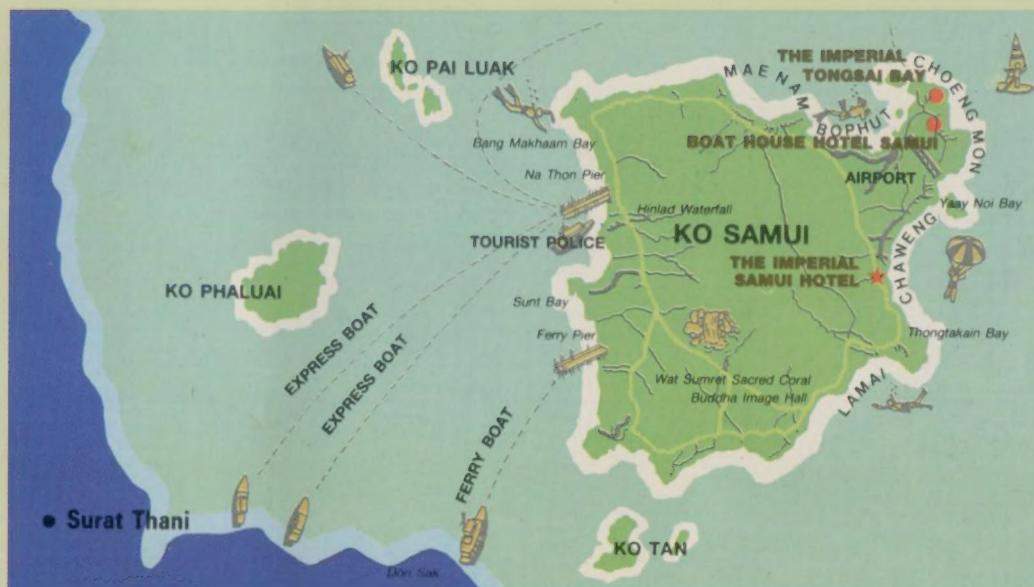 KO PAI LUAK
THE IMPERIAL
TONGSAI BAY
CHOENG MON
MAENAM
BOPHUT
BOAT HOUSE HOTEL SAMUI
Bang Makhaam Bay
Na Thon Pier
AIRPORT
Yaay Noi Bay
Hinlad Waterfall
TOURIST POLICE
KO SAMUI
CHAWENG
THE IMPERIAL
SAMUI HOTEL
KO PHALUAI
Sunt Bay
Ferry Pier
Thongtakain Bay
EXPRESS BOAT
EXPRESS BOAT
Wat Sumret Sacred Coral
Buddha Image Hall
LAMAI
FERRY BOAT
Surat Thani
KO TAN
Don Sak